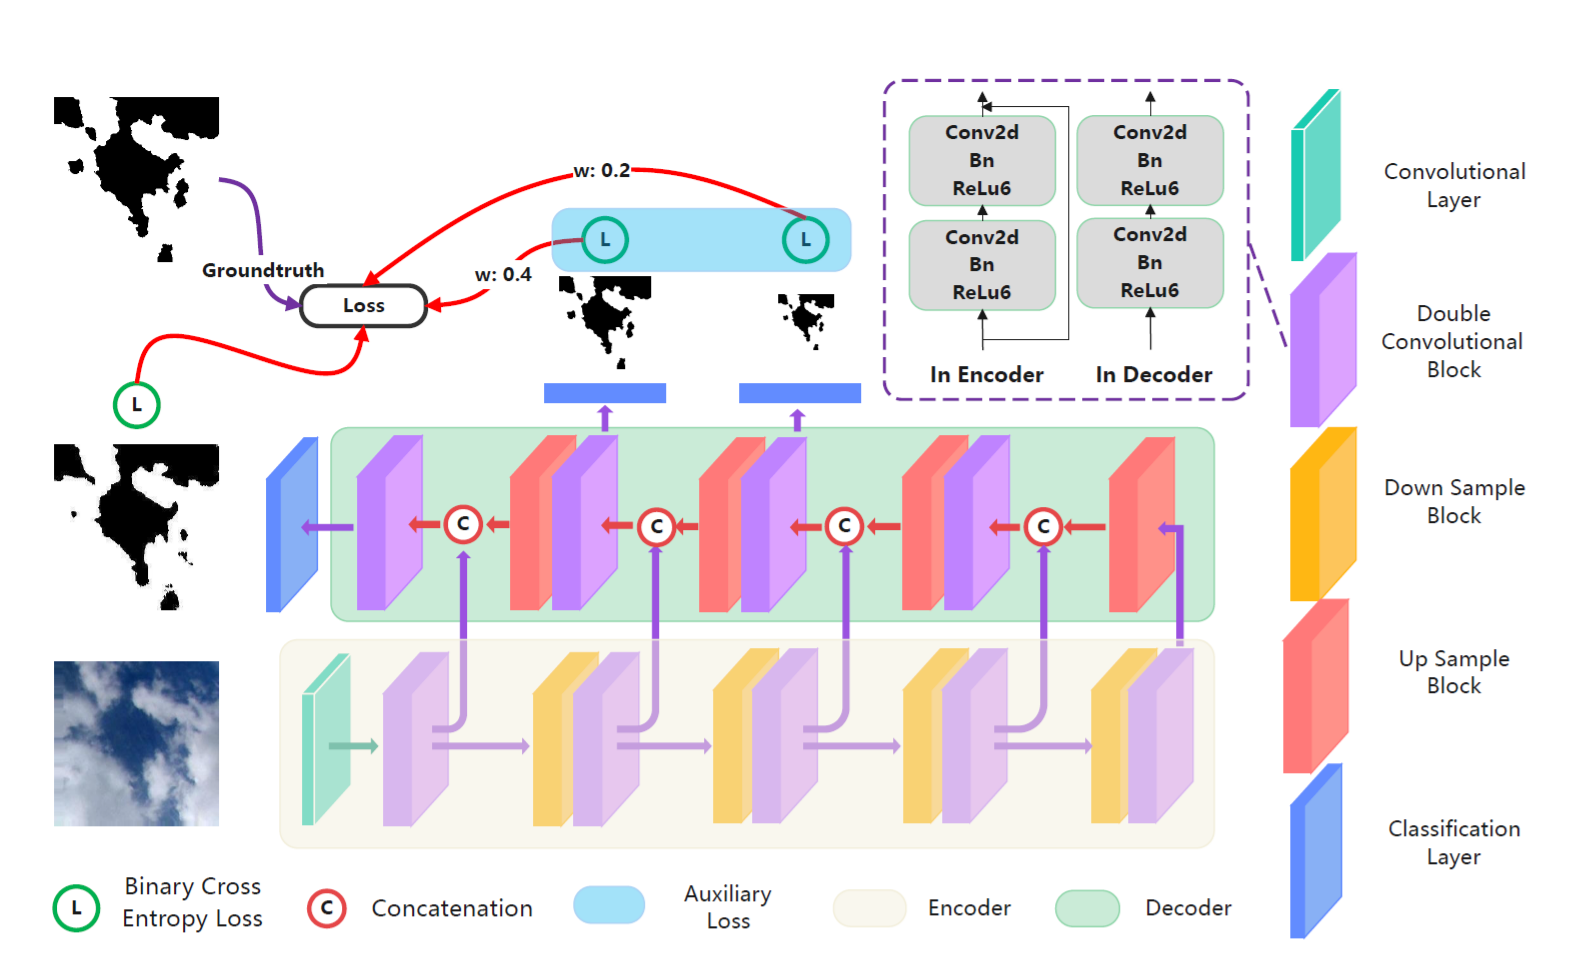 w: 0.2
L
L
w: 0.4
Groundtruth
Loss
L
Conv2d
Bn
ReLu6
Conv2d
Bn
ReLu6
In Encoder
Conv2d
Bn
ReLu6
Conv2d
Bn
ReLu6
In Decoder
C
C
C
C
Convolutional
Layer
Double
Convolutional
Block
Down Sample
Block
Up Sample
Block
Classification
Layer
L
Binary Cross
Entropy Loss
C
Concatenation
Auxiliary
Loss
Encoder
Decoder